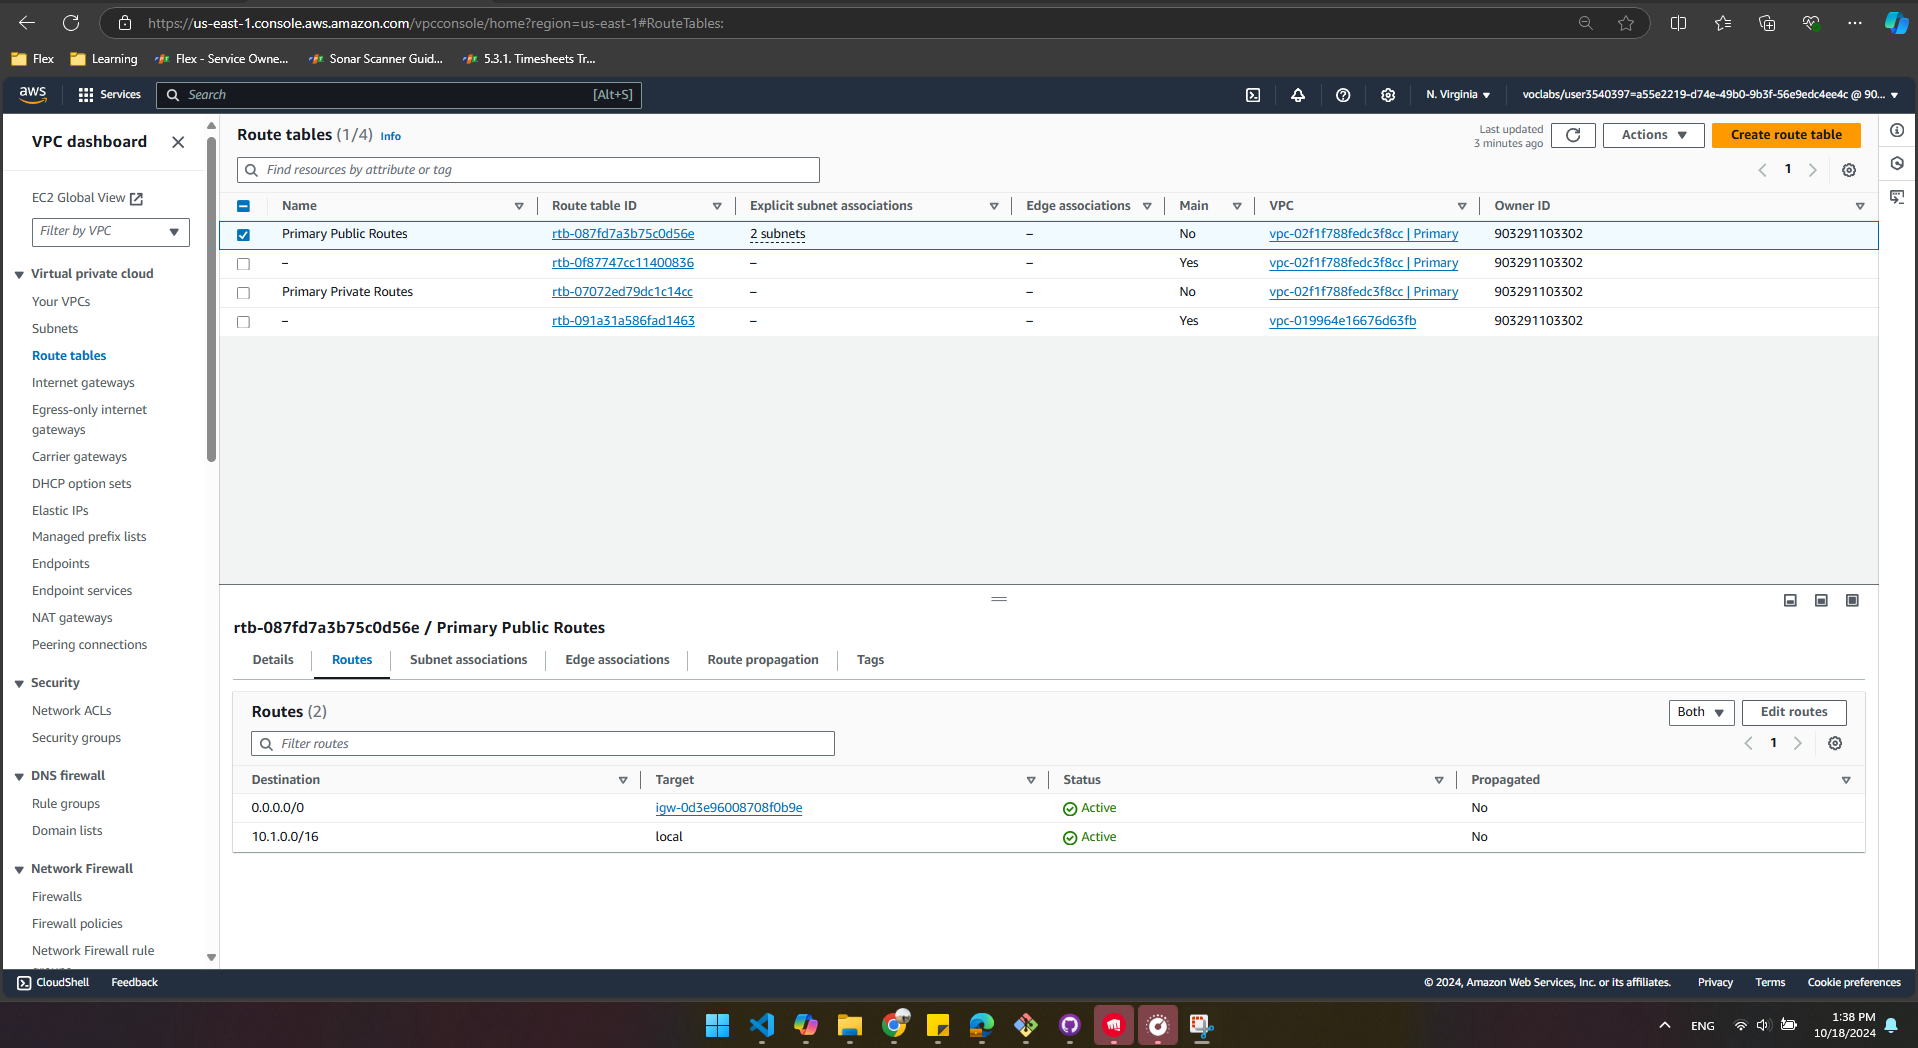 https://us-east-1.console.aws.amazon.com/vpcconsole/home?region=us-east-1#RouteTables:
Flex Learning Flex - Service Owne... Sonar Scanner Guid... 5.3.1. Timesheets Tr...
aws Services Search [Alt+S] N. Virginia voclabs/user3540397=a55e2219-d74e-49b0-9b3f-56e9edc4ee4c @ 90...
VPC dashboard
EC2 Global View
Filter by VPC
Virtual private cloud
Your VPCs
Subnets
Route tables
Internet gateways
Egress-only internet
gateways
Carrier gateways
DHCP option sets
Elastic IPs
Managed prefix lists
Endpoints
Endpoint services
NAT gateways
Peering connections
Security
Network ACLs
Security groups
DNS firewall
Rule groups
Domain lists
Network Firewall
Firewalls
Firewall policies
Network Firewall rule
Route tables (1/4) Info
Last updated
3 minutes ago
Actions
Create route table
Find resources by attribute or tag
1
Name Route table ID Explicit subnet associations Edge associations Main VPC Owner ID
Primary Public Routes rtb-087fd7a3b75c0d56e 2 subnets – No vpc-02f1f788fedc3f8cc | Primary 903291103302
– rtb-0f87747cc11400836 – – Yes vpc-02f1f788fedc3f8cc | Primary 903291103302
Primary Private Routes rtb-07072ed79dc1c14cc – – No vpc-02f1f788fedc3f8cc | Primary 903291103302
– rtb-091a31a586fad1463 – – Yes vpc-019964e16676d63fb 903291103302
rtb-087fd7a3b75c0d56e / Primary Public Routes
Details Routes Subnet associations Edge associations Route propagation Tags
Routes (2)
Both Edit routes
Filter routes
1
Destination Target Status Propagated
0.0.0.0/0 igw-0d3e96008708f0b9e Active No
10.1.0.0/16 local Active No
CloudShell Feedback © 2024, Amazon Web Services, Inc. or its affiliates. Privacy Terms Cookie preferences
ENG
1:38 PM
10/18/2024